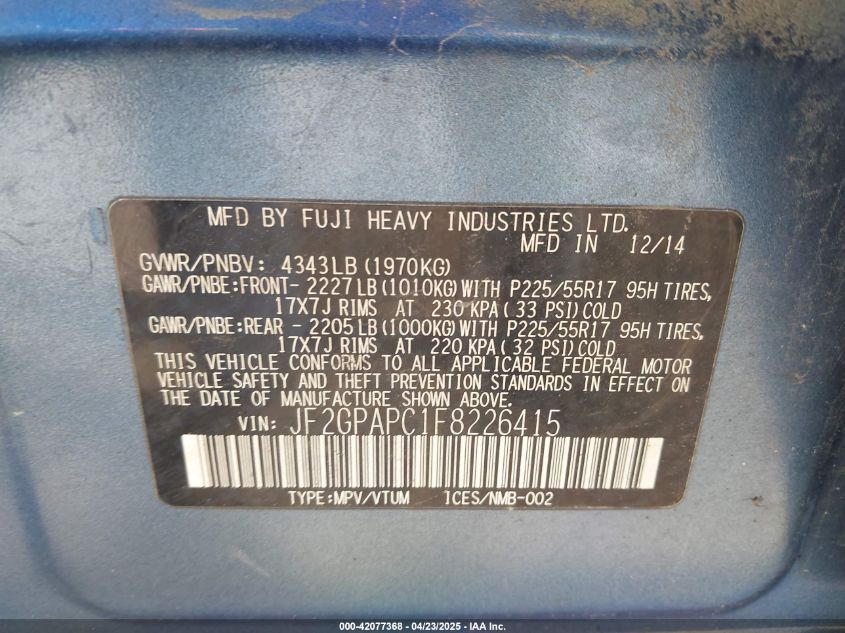 MFD BY FUJI HEAVY INDUSTRIES LTD.
MFD IN 12/14
GVWR/PNBV: 4343LB(1970KG)
GAWR/PNBE:FRONT- 2227LB(1010KG)WITH P225/55R17 95H TIRES,
17X7J RIMS AT 230 KPA(33 PSI)COLD
GAWR/PNBE:REAR - 2205LB(1000KG)WITH P225/55R17 95H TIRES,
17X7J RIMS AT 220 KPA(32 PSI)COLD
THIS VEHICLE CONFORMS TO ALL APPLICABLE FEDERAL MOTOR
VEHICLE SAFETY AND THEFT PREVENTION STANDARDS IN EFFECT ON
THE DATE OF MANUFACTURE SHOWN ABOVE.
VIN: JF2GPAPC1F8226415
TYPE:MPV/VTUM ICES/NMB-002
000-42077368 - 04/23/2025 - IAA Inc.